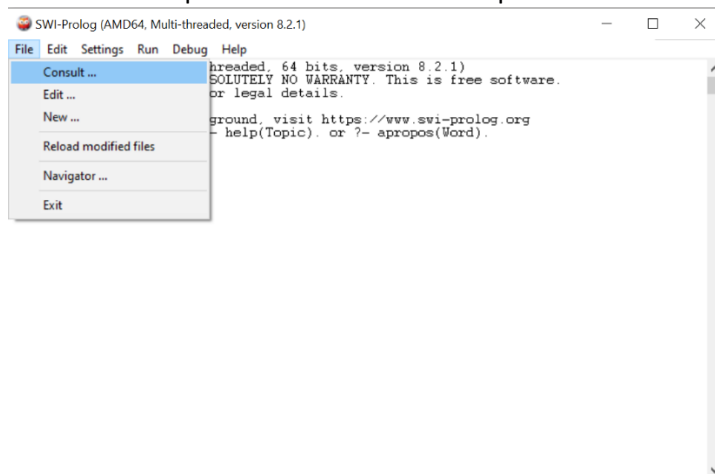 SWI-Prolog (AMD64, Multi-threaded, version 8.2.1)
File Edit Settings Run Debug Help
Consult ...
Edit ...
New ...
Reload modified files
Navigator ...
Exit
hreaded, 64 bits, version 8.2.1)
SOLUTELY NO WARRANTY. This is free software.
or legal details.
ground, visit https://www.swi-prolog.org
- help(Topic). or ?- apropos(Word).